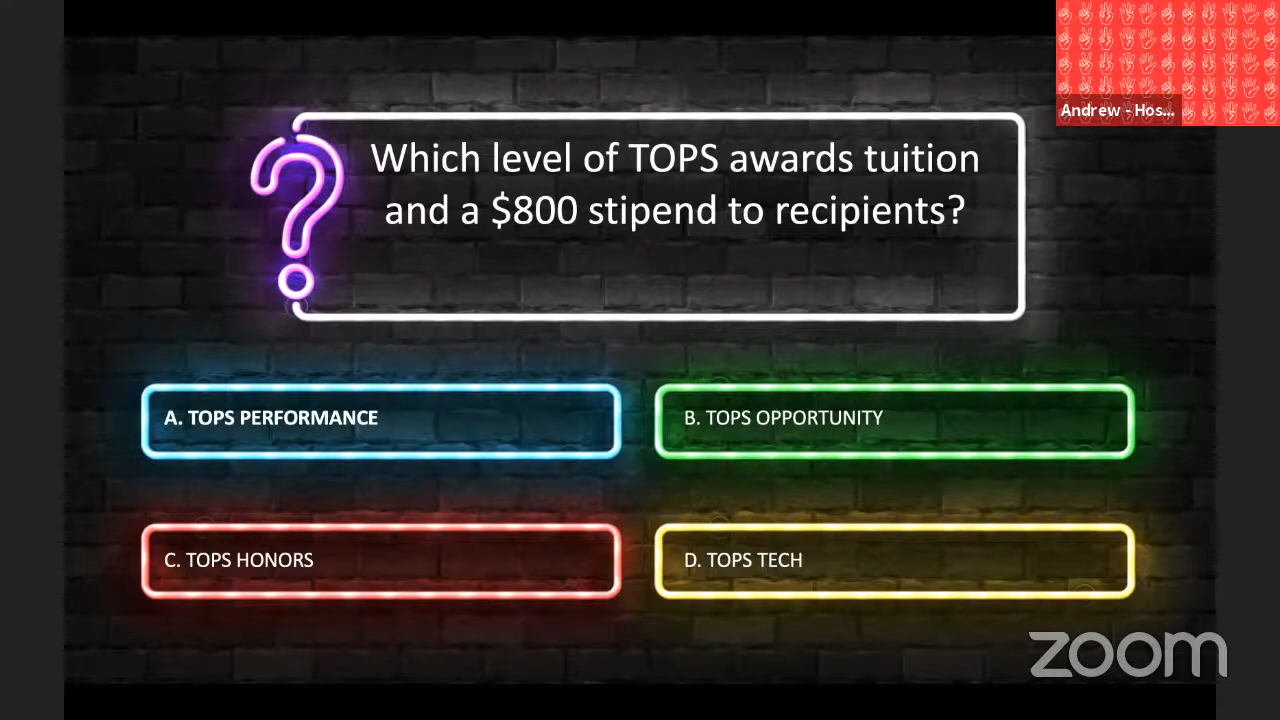 Andrew - Hos...
Which level of TOPS awards tuition
and a $800 stipend to recipients?
A. TOPS PERFORMANCE
B. TOPS OPPORTUNITY
C. TOPS HONORS
D. TOPS TECH
zoom